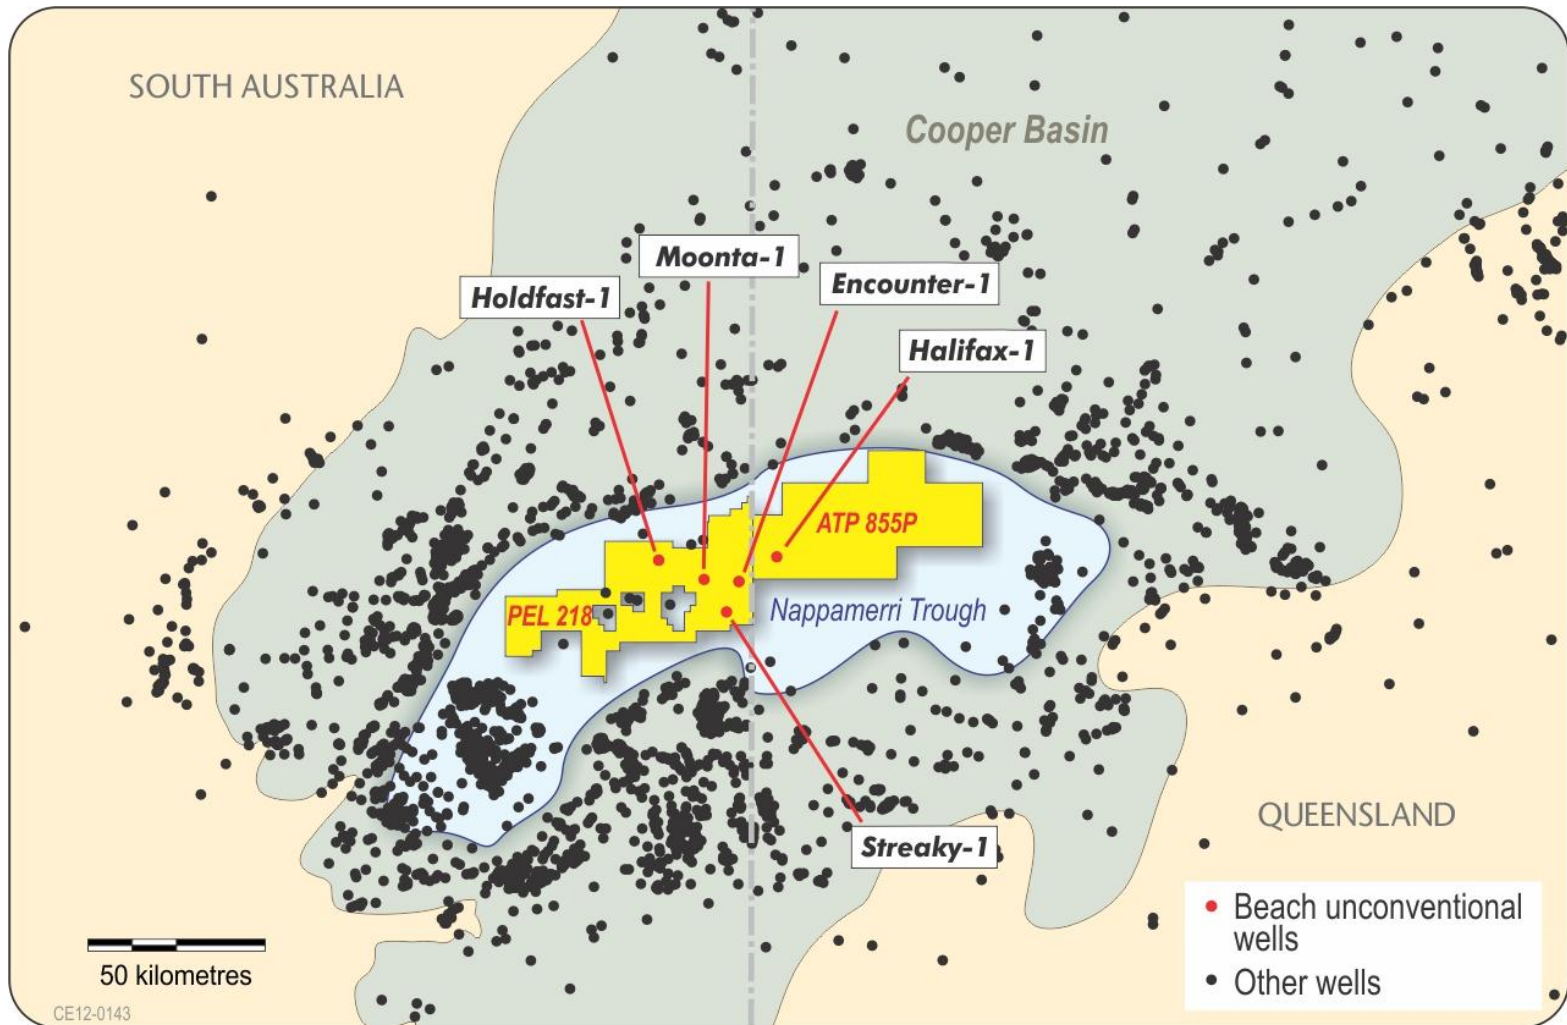 SOUTH AUSTRALIA
Cooper Basin
Moonta-1
Holdfast-1
Encounter-1
Halifax-1
ATP 855P
PEL 218
Nappamerri Trough
QUEENSLAND
Streaky-1
Beach unconventional
wells
Other wells
50 kilometres
CE12-0143